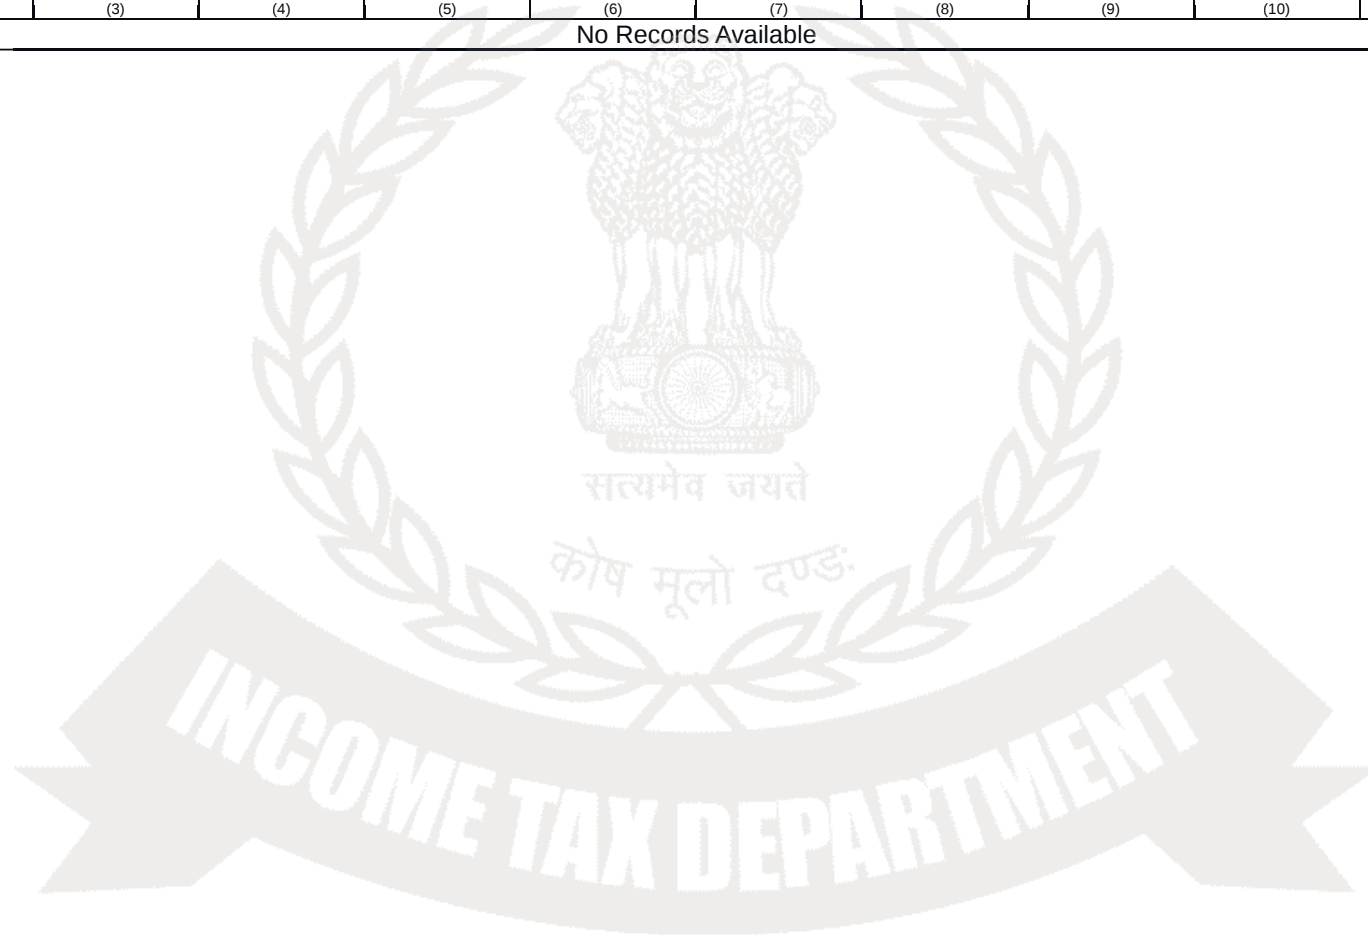 (3) (4) (5) (6) (7) (8) (9) (10)
No Records Available
सत्यमेव जयते
कोष मूलो दण्डः
INCOME TAX DEPARTMENT